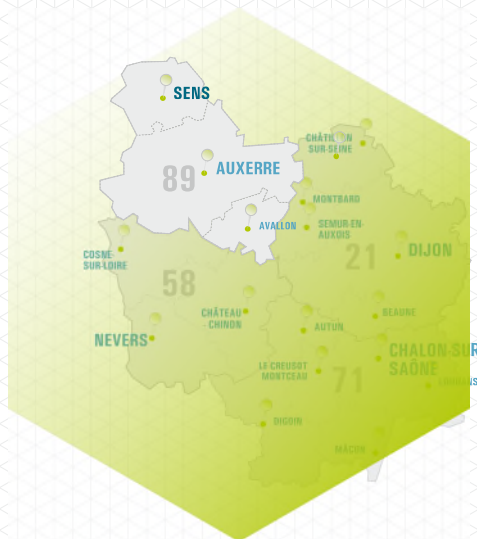 SENS
CHÂTILLON
SUR-SEINE
89
AUXERRE
MONTBARD
AVALLON
SEMUR-EN-
AUXOIS
COSNE-
SUR-LOIRE
21
DIJON
58
CHÂTEAU
CHINON
BEAUNE
NEVERS
AUTUN
CHALON-SUR
SAÔNE
LE CREUSOT
MONTCEAU
71
LOUHANS
DIGOIN
MÂCON